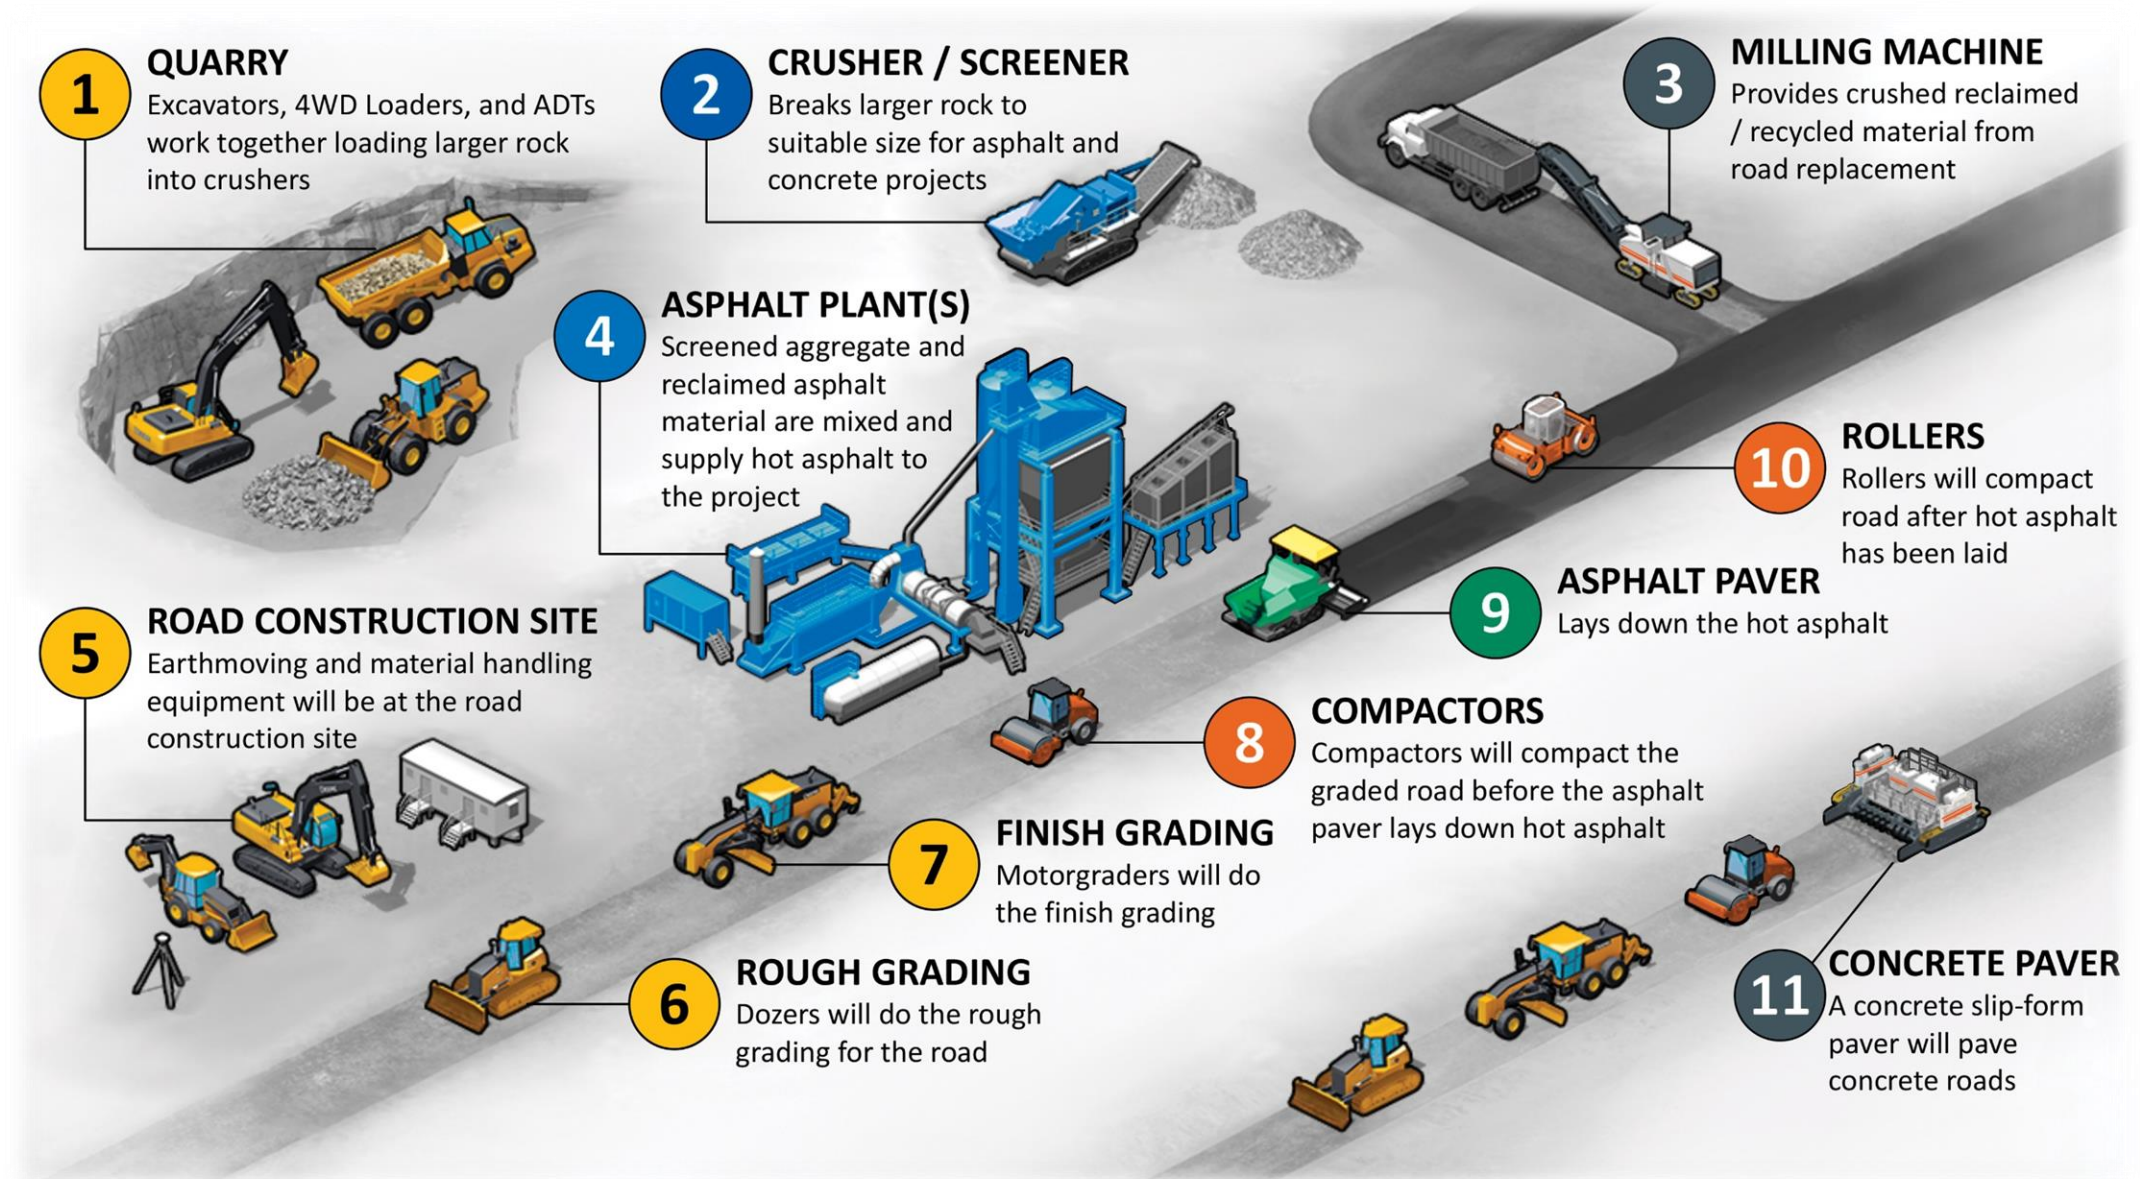 1
QUARRY
Excavators, 4WD Loaders, and ADTs
work together loading larger rock
into crushers
2
CRUSHER / SCREENER
Breaks larger rock to
suitable size for asphalt and
concrete projects
3
MILLING MACHINE
Provides crushed reclaimed
/ recycled material from
road replacement
4
ASPHALT PLANT(S)
Screened aggregate and
reclaimed asphalt
material are mixed and
supply hot asphalt to
the project
5
ROAD CONSTRUCTION SITE
Earthmoving and material handling
equipment will be at the road
construction site
6
ROUGH GRADING
Dozers will do the rough
grading for the road
7
FINISH GRADING
Motorgraders will do
the finish grading
8
COMPACTORS
Compactors will compact the
graded road before the asphalt
paver lays down hot asphalt
9
ASPHALT PAVER
Lays down the hot asphalt
10
ROLLERS
Rollers will compact
road after hot asphalt
has been laid
11
CONCRETE PAVER
A concrete slip-form
paver will pave
concrete roads